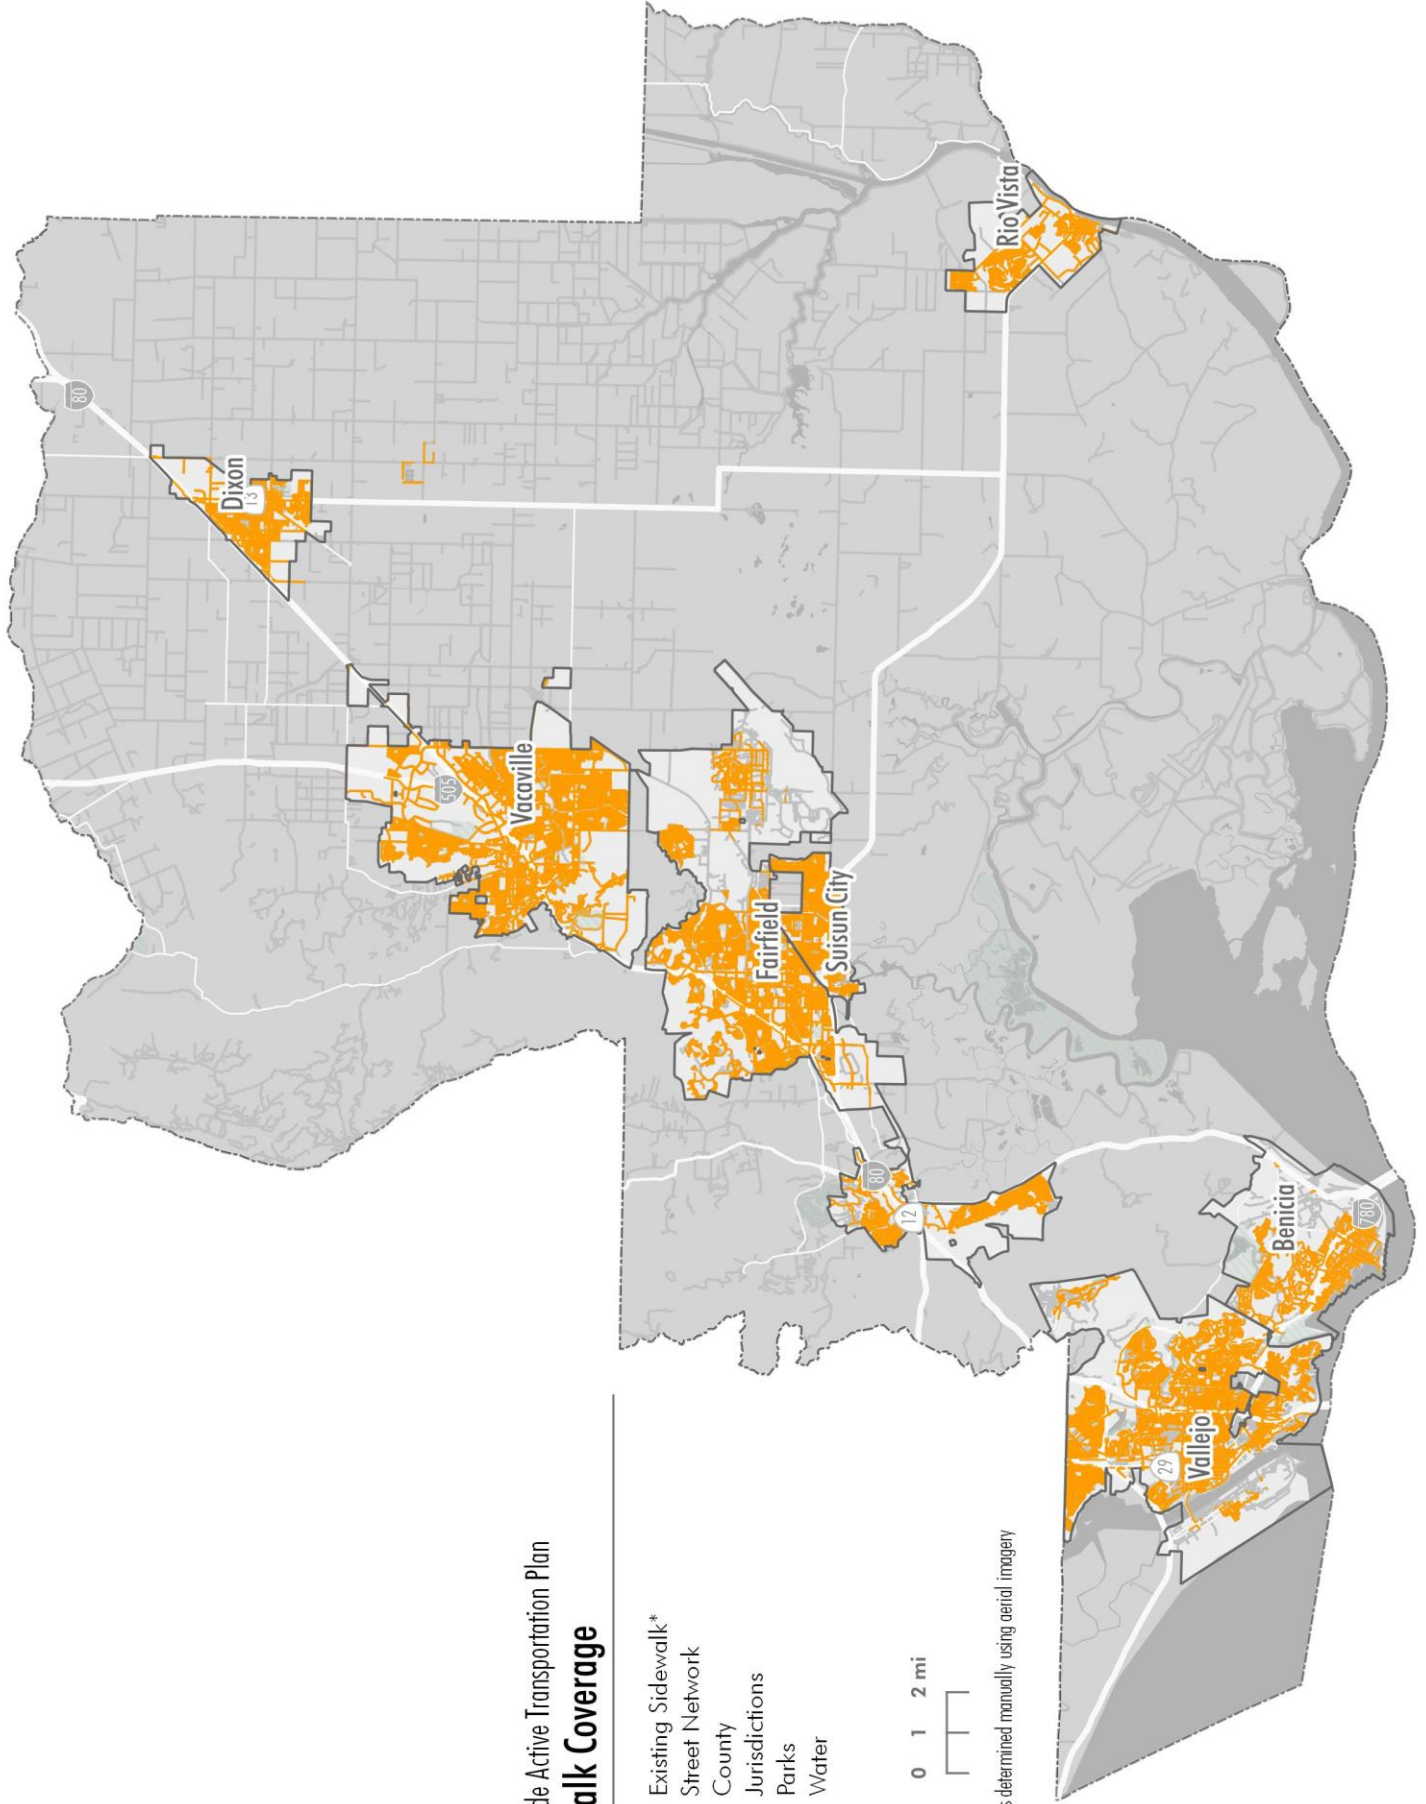 de Active Transportation Plan
alk Coverage
Existing Sidewalk*
Street Network
County
Jurisdictions
Parks
Water
0 1 2 mi
s determined manually using aerial imagery
80
Dixon
13
505
Vacaville
Rio Vista
Fairfield
Suisun City
80
12
Benicia
780
29
Vallejo